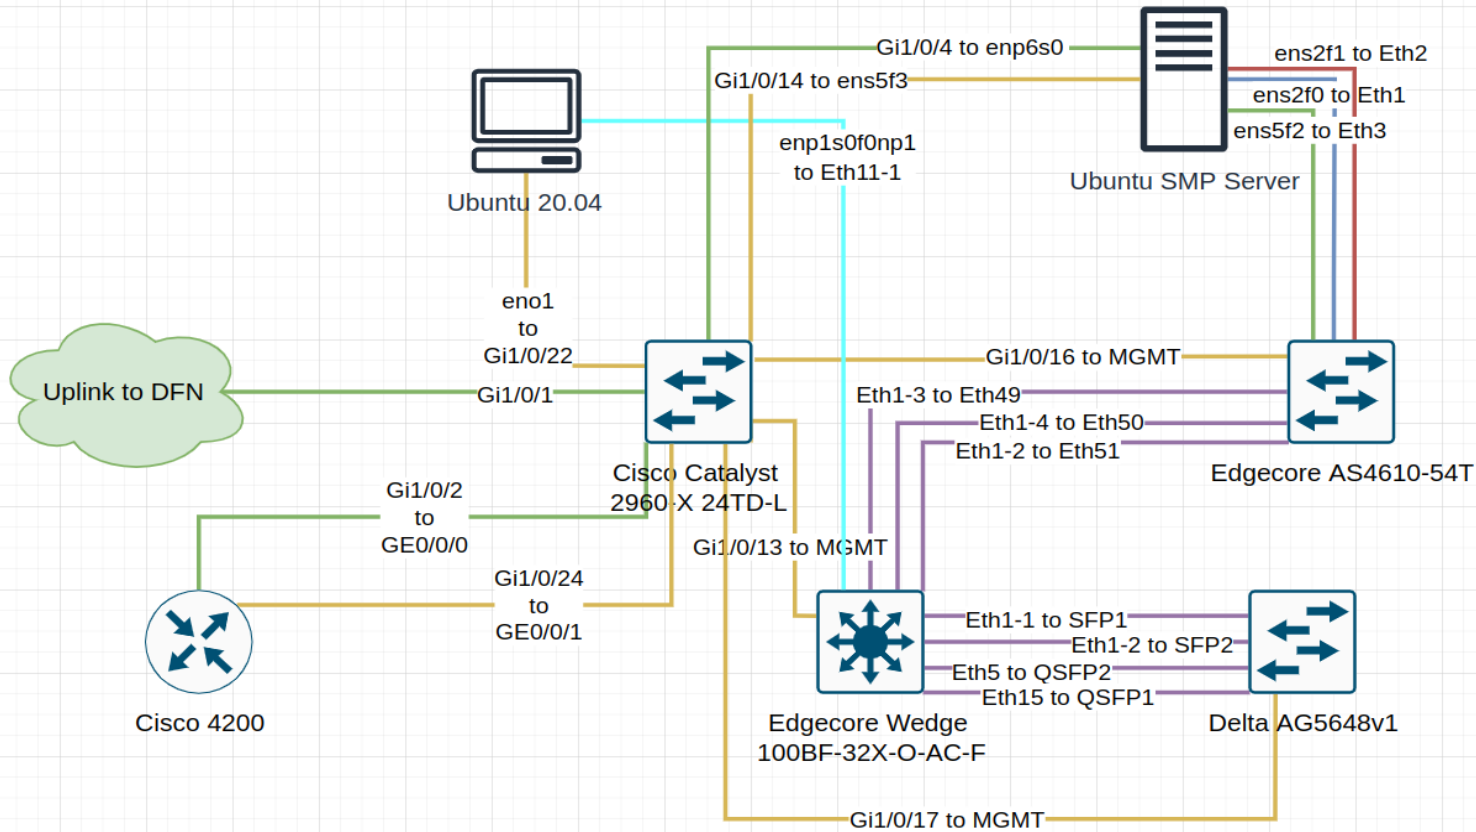 Gi1/0/4 to enp6s0
ens2f1 to Eth2
Gi1/0/14 to ens5f3
ens2f0 to Eth1
ens5f2 to Eth3
enp1s0f0np1
to Eth11-1
Ubuntu SMP Server
Ubuntu 20.04
eno1
to
Gi1/0/22
Gi1/0/16 to MGMT
Uplink to DFN
Gi1/0/1
Eth1-3 to Eth49
Eth1-4 to Eth50
Eth1-2 to Eth51
Cisco Catalyst
2960-X 24TD-L
Edgecore AS4610-54T
Gi1/0/2
to
GE0/0/0
Gi1/0/13 to MGMT
Gi1/0/24
to
GE0/0/1
Eth1-1 to SFP1
Eth1-2 to SFP2
Eth5 to QSFP2
Eth15 to QSFP1
Cisco 4200
Edgecore Wedge
100BF-32X-O-AC-F
Delta AG5648v1
Gi1/0/17 to MGMT